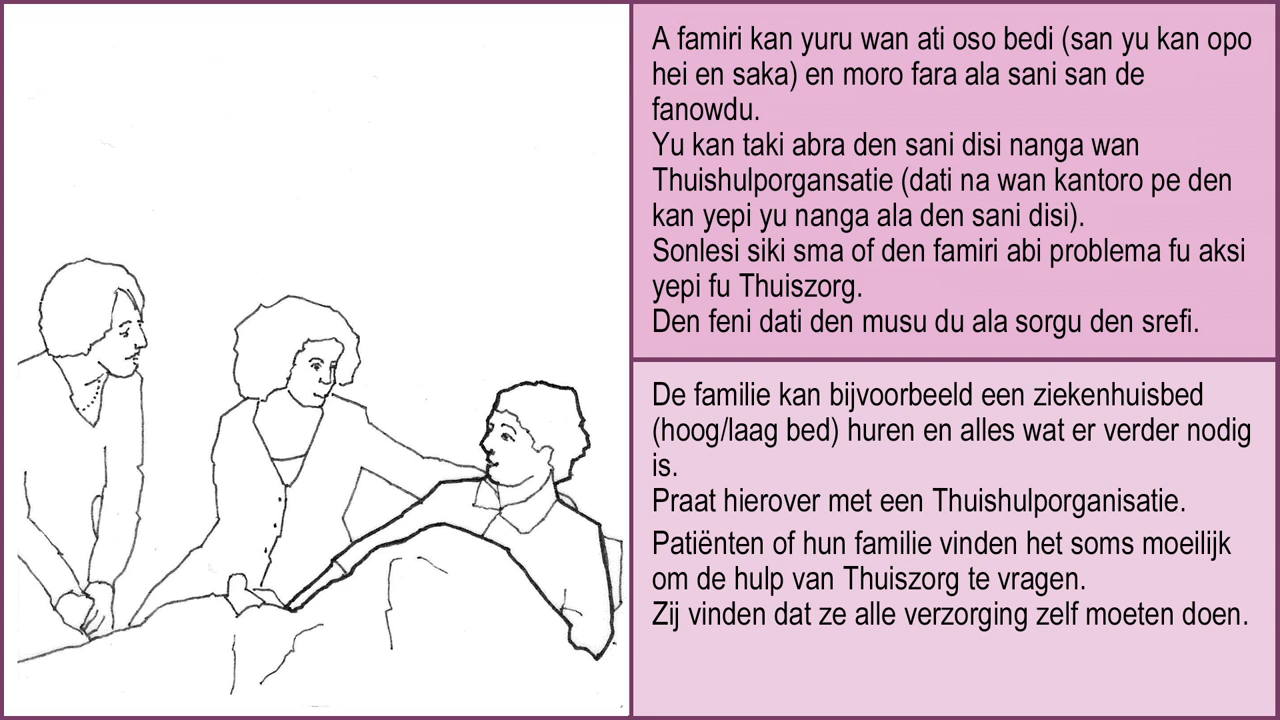 A famiri kan yuru wan ati oso bedi (san yu kan opo
hei en saka) en moro fara ala sani san de
fanowdu.
Yu kan taki abra den sani disi nanga wan
Thuishulporgansatie (dati na wan kantoro pe den
kan yepi yu nanga ala den sani disi).
Sonlesi siki sma of den famiri abi problema fu aksi
yepi fu Thuiszorg.
Den feni dati den musu du ala sorgu den srefi.
De familie kan bijvoorbeeld een ziekenhuisbed
(hoog/laag bed) huren en alles wat er verder nodig
is.
Praat hierover met een Thuishulporganisatie.
Patiënten of hun familie vinden het soms moeilijk
om de hulp van Thuiszorg te vragen.
Zij vinden dat ze alle verzorging zelf moeten doen.